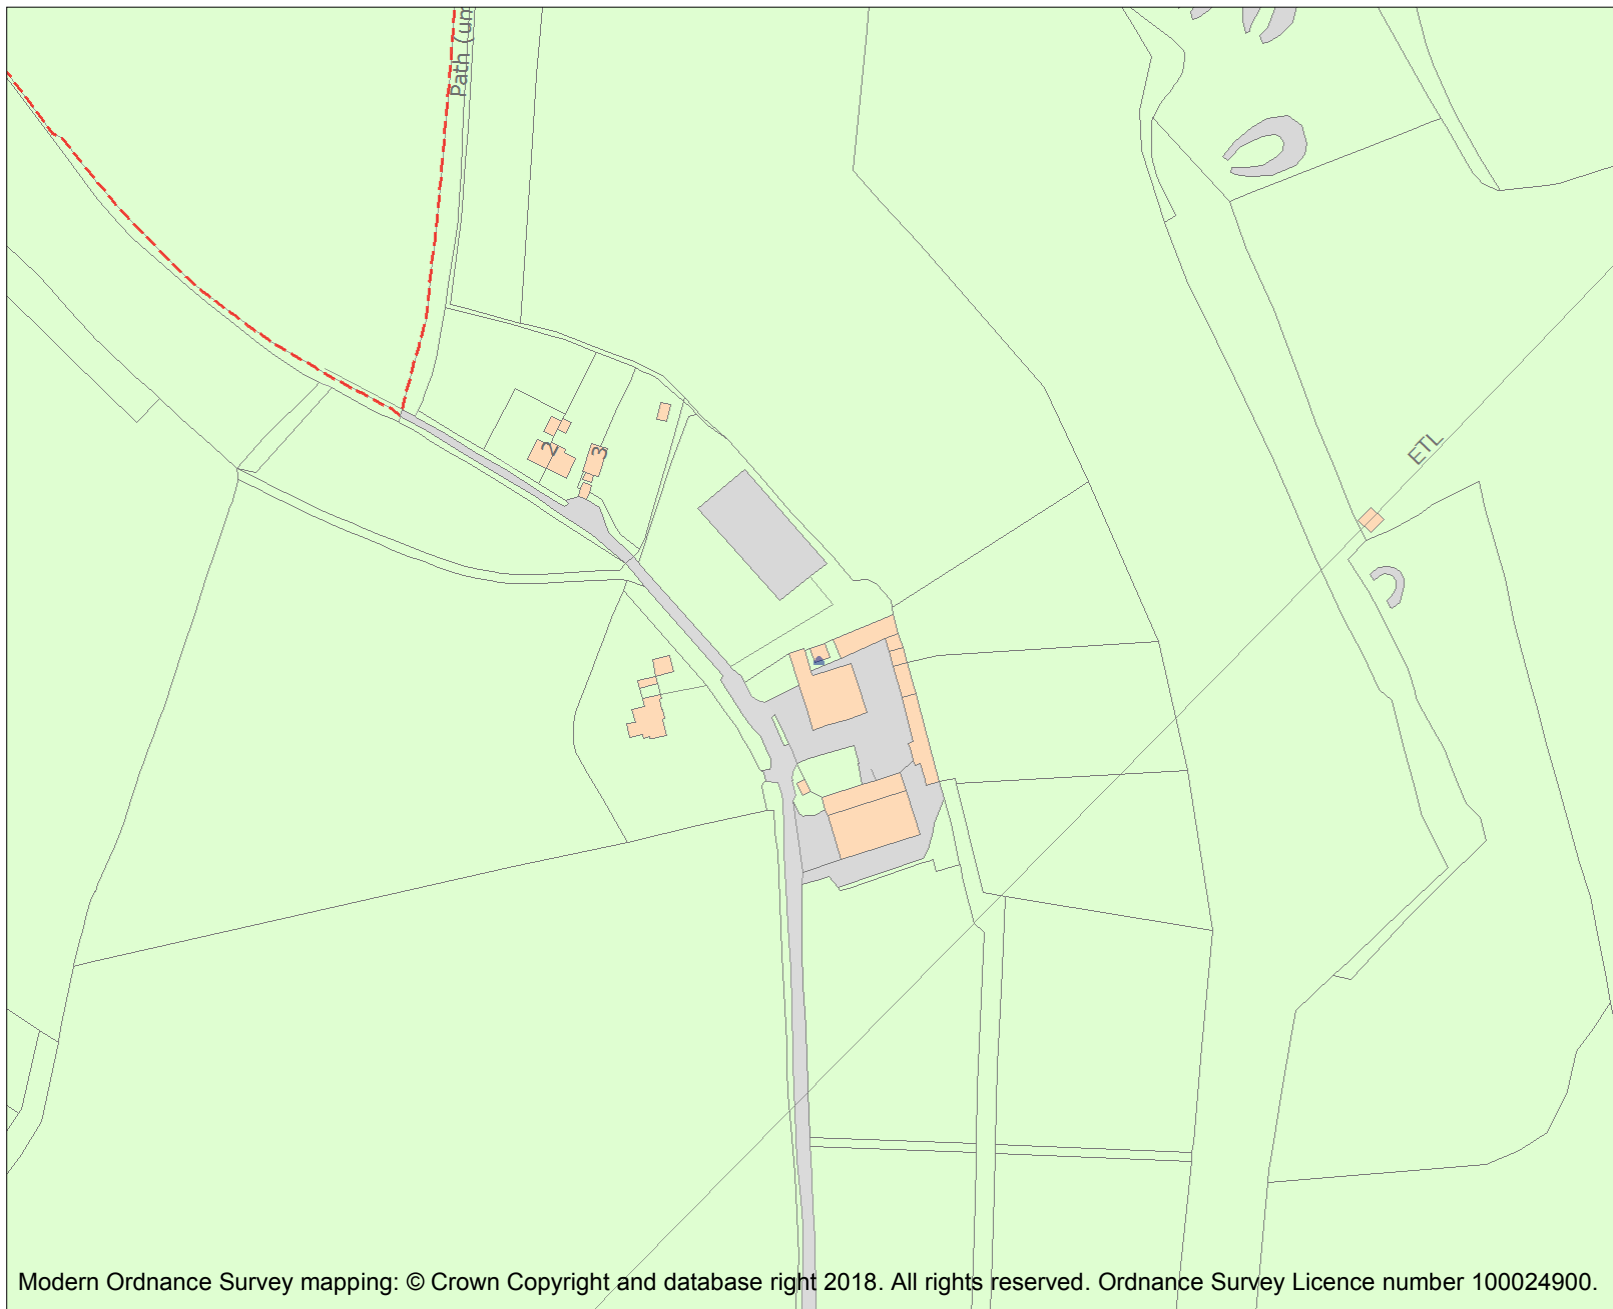 Path (um
2
3
ETL
Modern Ordnance Survey mapping: © Crown Copyright and database right 2018. All rights reserved. Ordnance Survey Licence number 100024900.